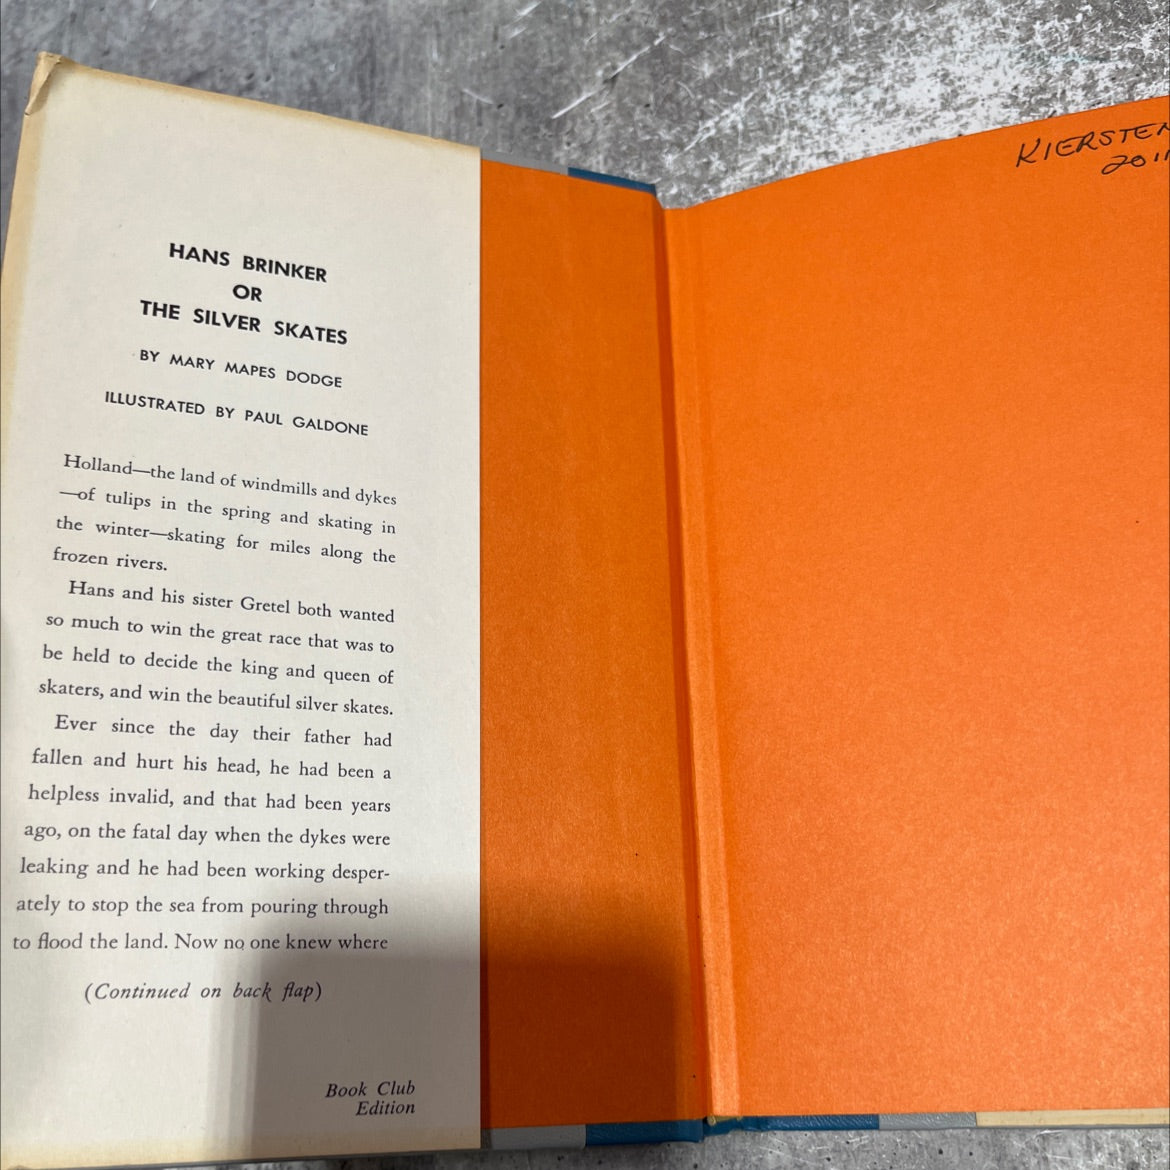 HANS BRINKER
OR
THE SILVER SKATES
BY MARY MAPES DODGE
ILLUSTRATED BY PAUL GALDONE
Holland—the land of windmills and dykes
—of tulips in the spring and skating in
the winter—skating for miles along the
frozen rivers.
Hans and his sister Gretel both wanted
so much to win the great race that was to
be held to decide the king and queen of
skaters, and win the beautiful silver skates.
Ever since the day their father had
fallen and hurt his head, he had been a
helpless invalid, and that had been years
ago, on the fatal day when the dykes were
leaking and he had been working desper-
ately to stop the sea from pouring through
to flood the land. Now no one knew where
(Continued on back flap)
Book Club
Edition
KIERSTEN
2011